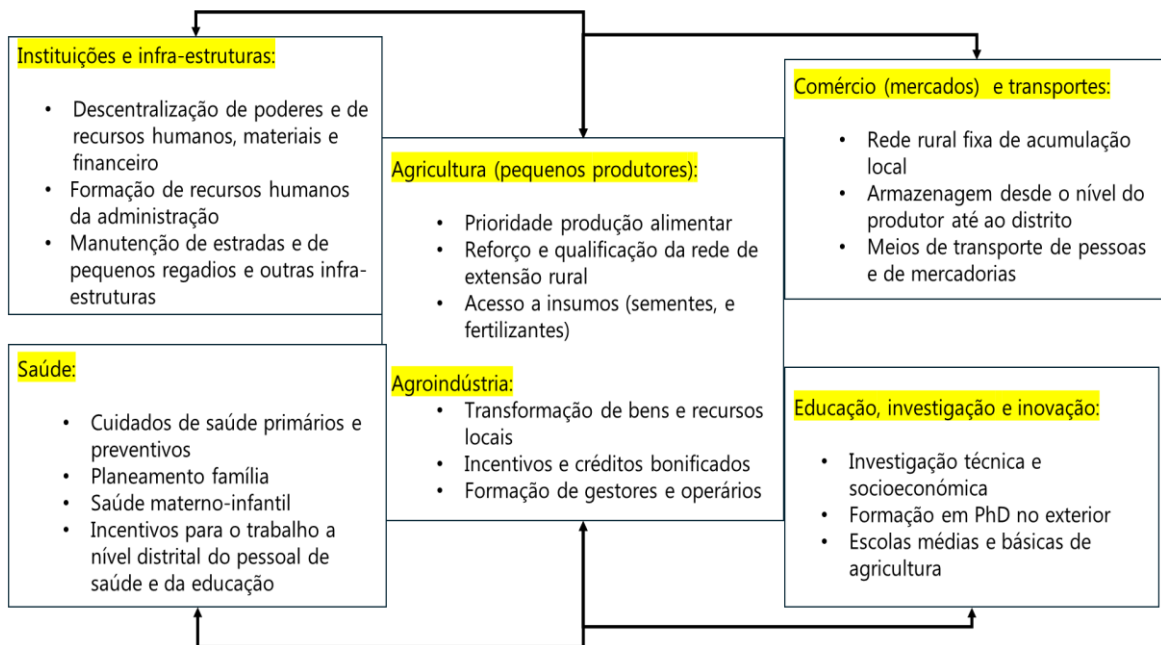 Instituições e infra-estruturas:
• Descentralização de poderes e de
recursos humanos, materiais e
financeiro
• Formação de recursos humanos
da administração
• Manutenção de estradas e de
pequenos regadios e outras infra-
estruturas
Saúde:
• Cuidados de saúde primários e
preventivos
• Planeamento família
• Saúde materno-infantil
• Incentivos para o trabalho a
nível distrital do pessoal de
saúde e da educação
Agricultura (pequenos produtores):
• Prioridade produção alimentar
• Reforço e qualificação da rede de
extensão rural
• Acesso a insumos (sementes, e
fertilizantes)
Agroindústria:
• Transformação de bens e recursos
locais
• Incentivos e créditos bonificados
• Formação de gestores e operários
Comércio (mercados) e transportes:
• Rede rural fixa de acumulação
local
• Armazenagem desde o nível do
produtor até ao distrito
• Meios de transporte de pessoas
e de mercadorias
Educação, investigação e inovação:
• Investigação técnica e
socioeconómica
• Formação em PhD no exterior
• Escolas médias e básicas de
agricultura